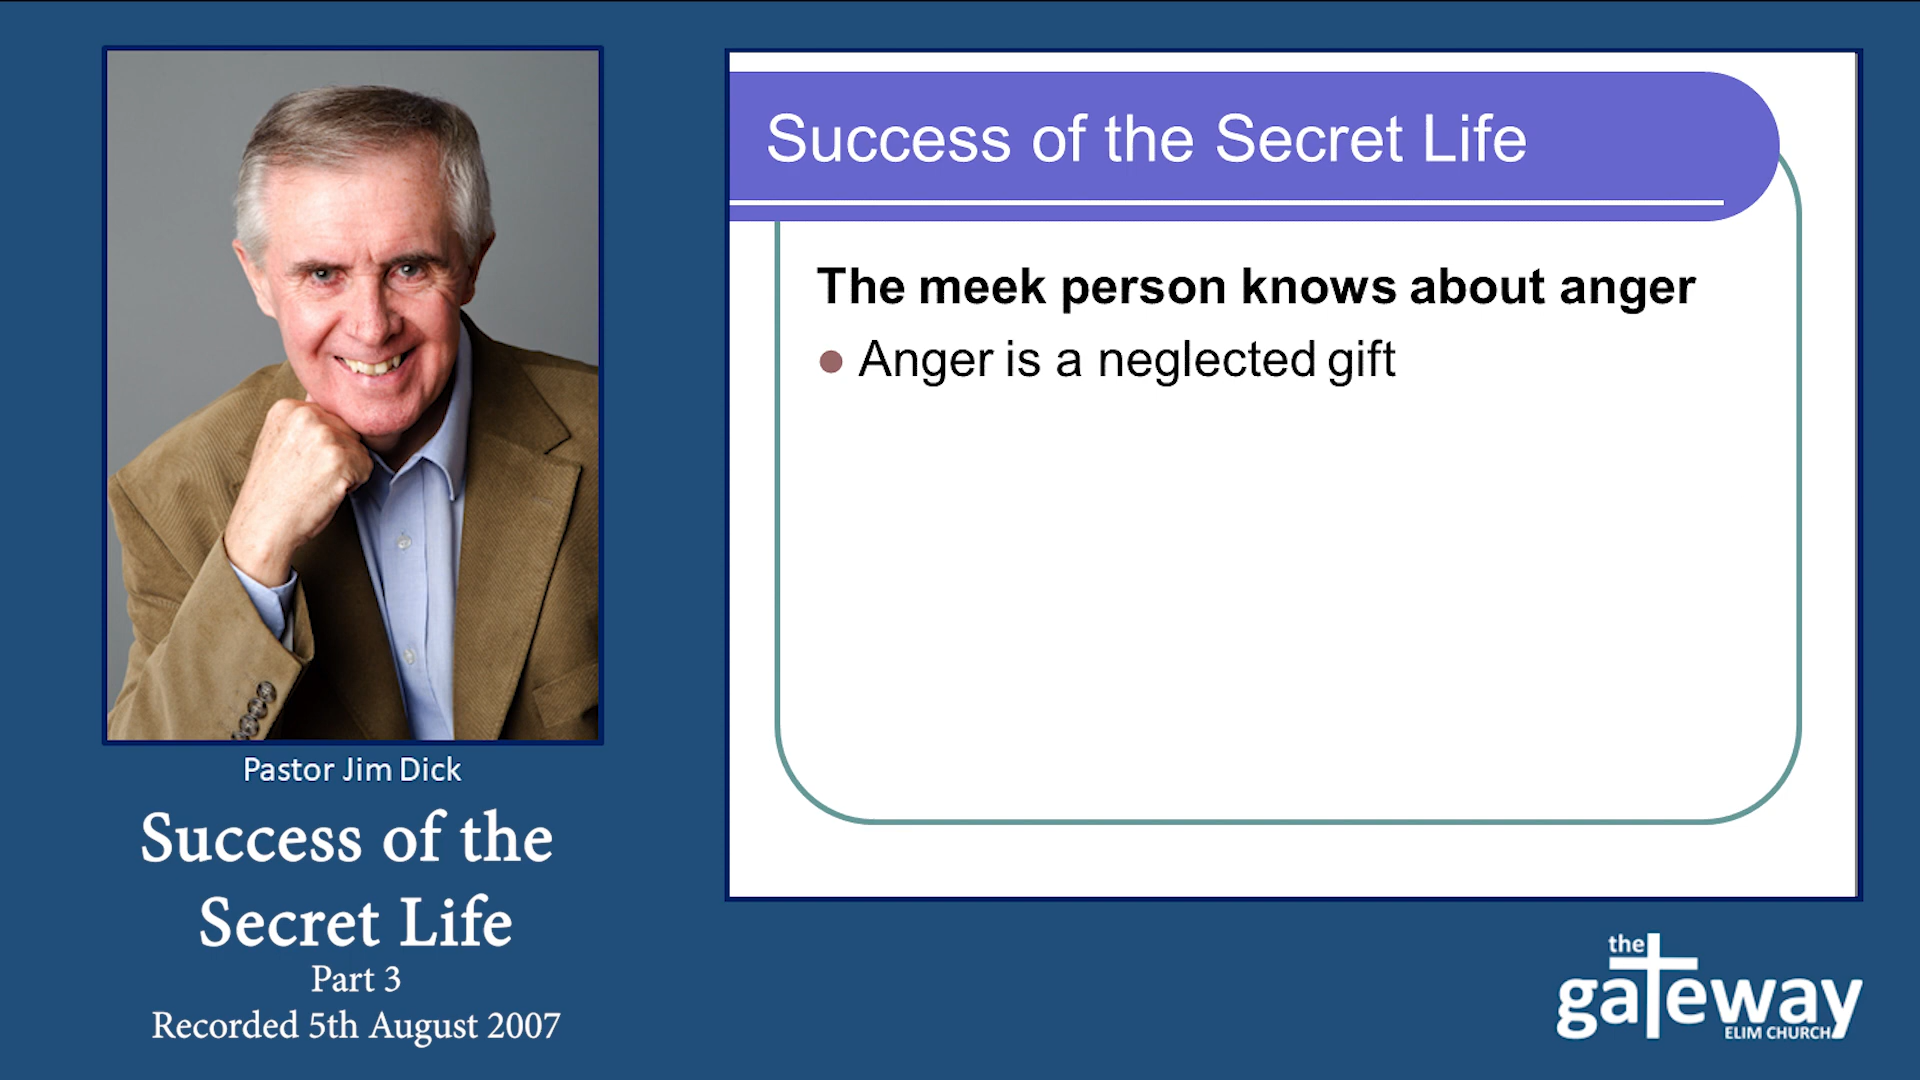 Pastor Jim Dick
Success of the
Secret Life
Part 3
Recorded 5th August 2007
Success of the Secret Life
The meek person knows about anger
Anger is a neglected gift
the
gateway
ELIM CHURCH